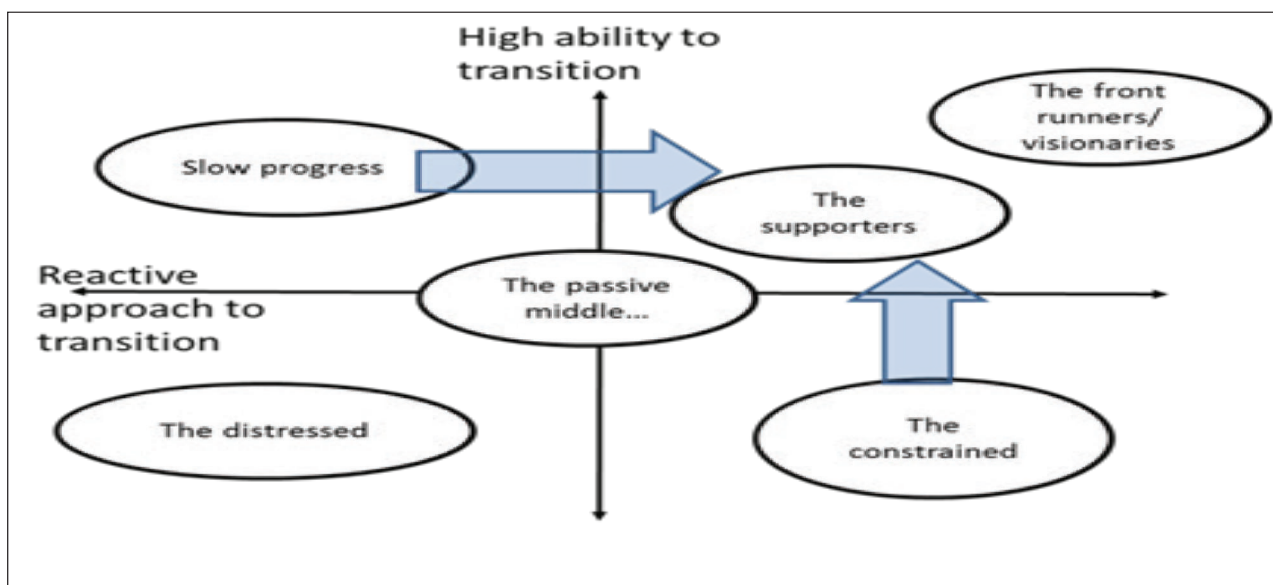 High ability to
transition
The front
runners/
visionaries
Slow progress
The
supporters
Reactive
approach to
transition
The passive
middle...
The distressed
The
constrained